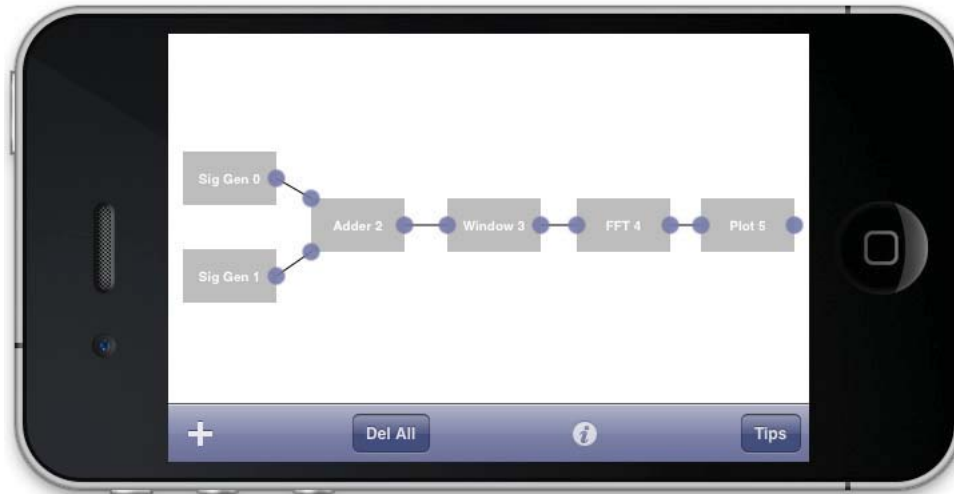 Sig Gen 0
Sig Gen 1
Adder 2
Window 3
FFT 4
Plot 5
Del All
Tips